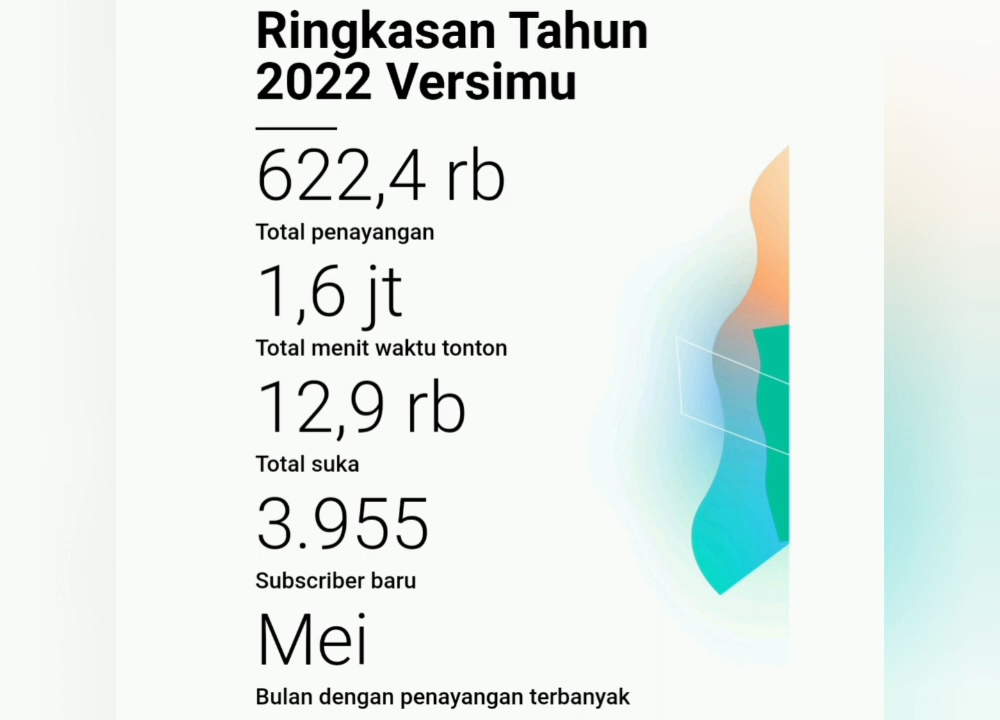 Ringkasan Tahun
2022 Versimu
622,4 rb
Total penayangan
1,6 jt
Total menit waktu tonton
12,9 rb
Total suka
3.955
Subscriber baru
Mei
Bulan dengan penayangan terbanyak